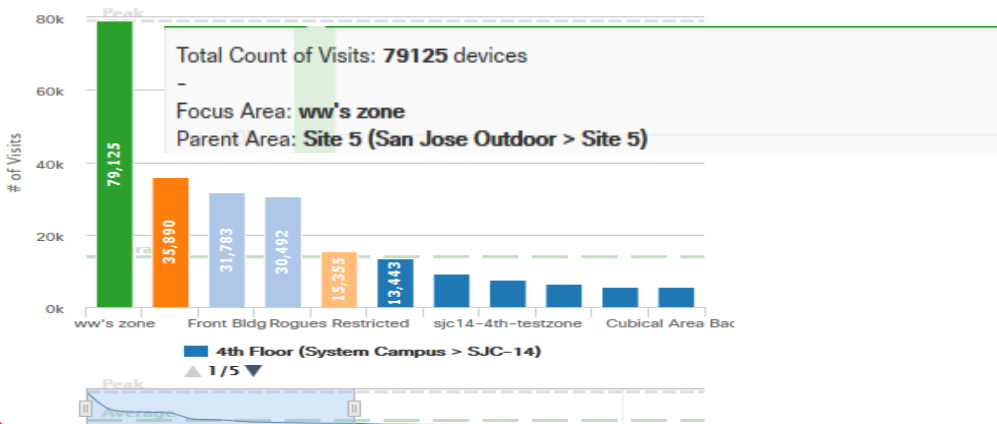 Peak
80k
Total Count of Visits: 79125 devices
-
Focus Area: ww's zone
Parent Area: Site 5 (San Jose Outdoor > Site 5)
60k
40k
20k
0k
# of Visits
79,125
35,890
31,783
30,492
15,355
13,443
ww's zone
Front Bldg
Rogues Restricted
sjc14-4th-testzone
Cubical Area Bac
4th Floor (System Campus > SJC-14)
1/5
Peak
Average